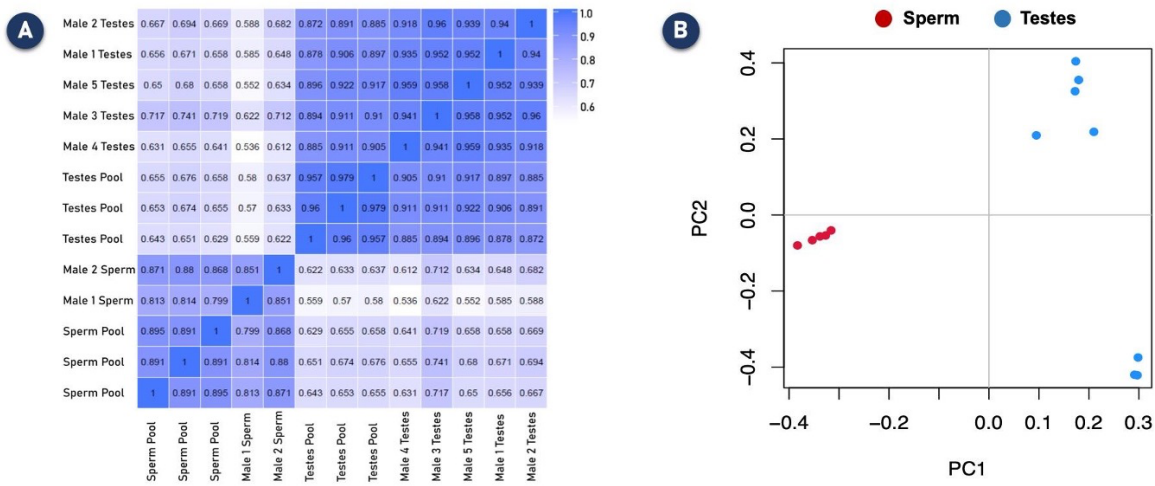 A
Male 2 Testes 0.667 0.694 0.669 0.588 0.682 0.872 0.891 0.885 0.918 0.96 0.939 0.94 1
Male 1 Testes 0.656 0.671 0.658 0.585 0.648 0.878 0.906 0.897 0.935 0.952 0.952 1 0.94
Male 5 Testes 0.65 0.68 0.658 0.552 0.634 0.896 0.922 0.917 0.959 0.958 1 0.952 0.939
Male 3 Testes 0.717 0.741 0.719 0.622 0.712 0.894 0.911 0.91 0.941 1 0.958 0.952 0.96
Male 4 Testes 0.631 0.655 0.641 0.536 0.612 0.885 0.911 0.905 1 0.941 0.959 0.935 0.918
Testes Pool 0.655 0.676 0.658 0.58 0.637 0.957 0.979 1 0.905 0.91 0.917 0.897 0.885
Testes Pool 0.653 0.674 0.655 0.57 0.633 0.96 1 0.979 0.911 0.911 0.922 0.906 0.891
Testes Pool 0.643 0.651 0.629 0.559 0.622 1 0.96 0.957 0.885 0.894 0.896 0.878 0.872
Male 2 Sperm 0.871 0.88 0.868 0.851 1 0.622 0.633 0.637 0.612 0.712 0.634 0.648 0.682
Male 1 Sperm 0.813 0.814 0.799 1 0.851 0.559 0.57 0.58 0.536 0.622 0.552 0.585 0.588
Sperm Pool 0.895 0.891 1 0.799 0.868 0.629 0.655 0.658 0.641 0.719 0.658 0.658 0.669
Sperm Pool 0.891 1 0.891 0.814 0.88 0.651 0.674 0.676 0.655 0.741 0.68 0.671 0.694
Sperm Pool 1 0.891 0.895 0.813 0.871 0.643 0.653 0.655 0.631 0.717 0.65 0.656 0.667
Sperm Pool
Sperm Pool
Sperm Pool
Male 1 Sperm
Male 2 Sperm
Testes Pool
Testes Pool
Testes Pool
Male 4 Testes
Male 3 Testes
Male 5 Testes
Male 1 Testes
Male 2 Testes
1.0
0.9
0.8
0.7
0.6
B
Sperm Testes
PC2
0.4
0.2
0.0
−0.2
−0.4
−0.4 −0.2 0.0 0.1 0.2 0.3
PC1